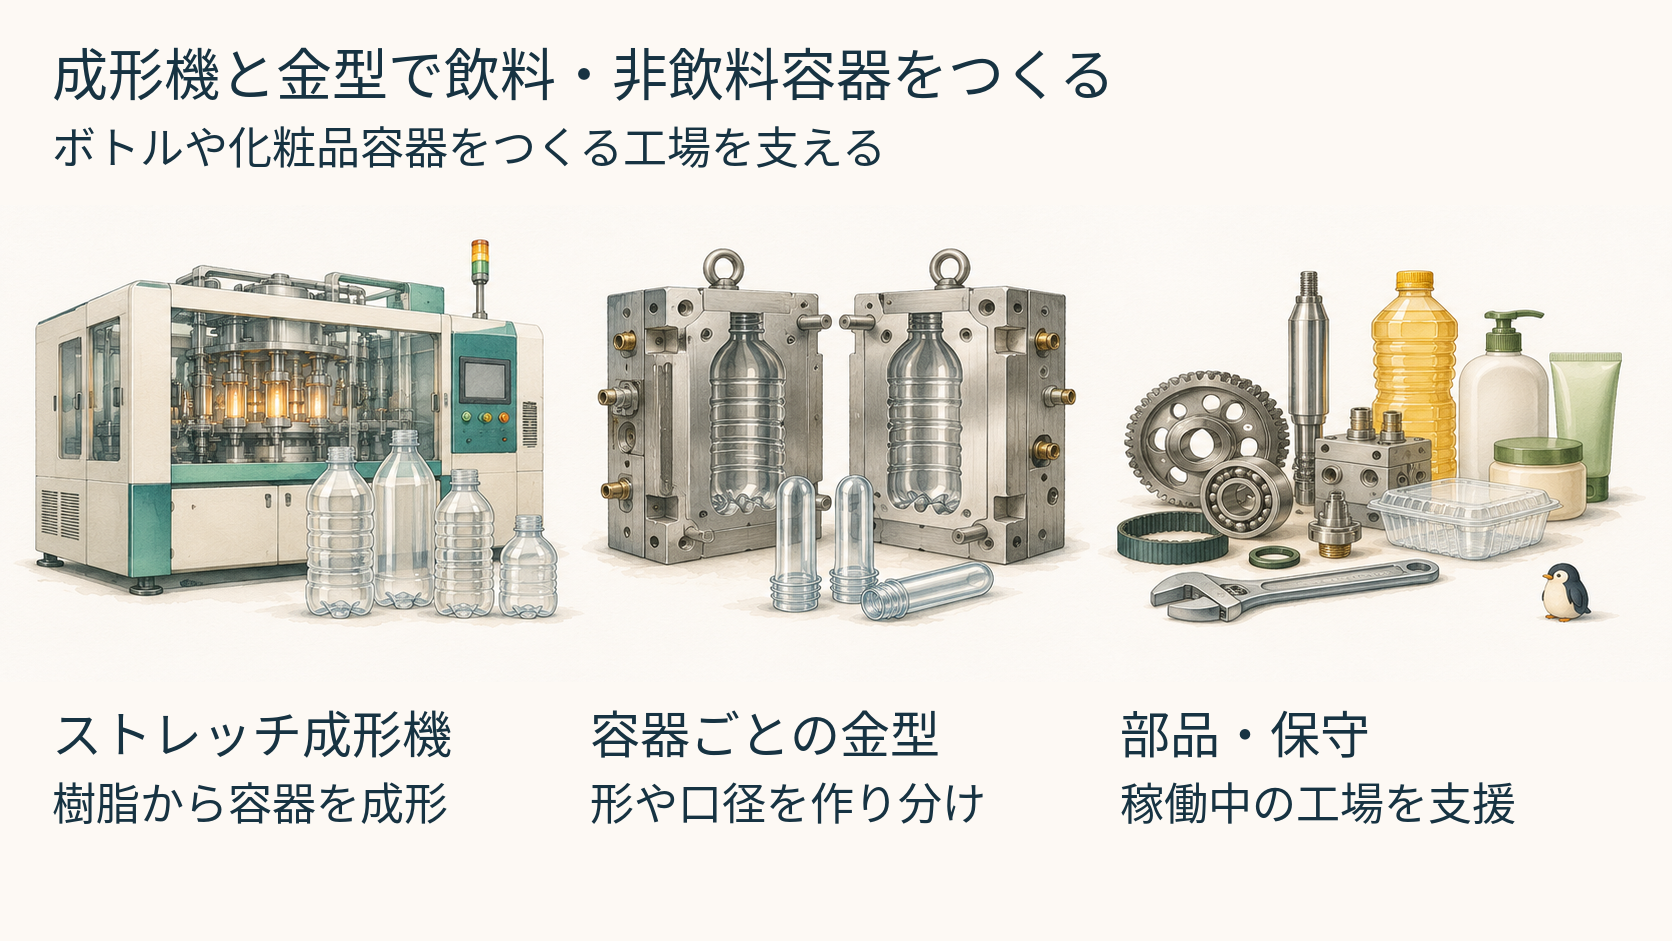 成形機と金型で飲料・非飲料容器をつくる
ボトルや化粧品容器をつくる工場を支える
ストレッチ成形機
樹脂から容器を成形
容器ごとの金型
形や口径を作り分け
部品・保守
稼働中の工場を支援